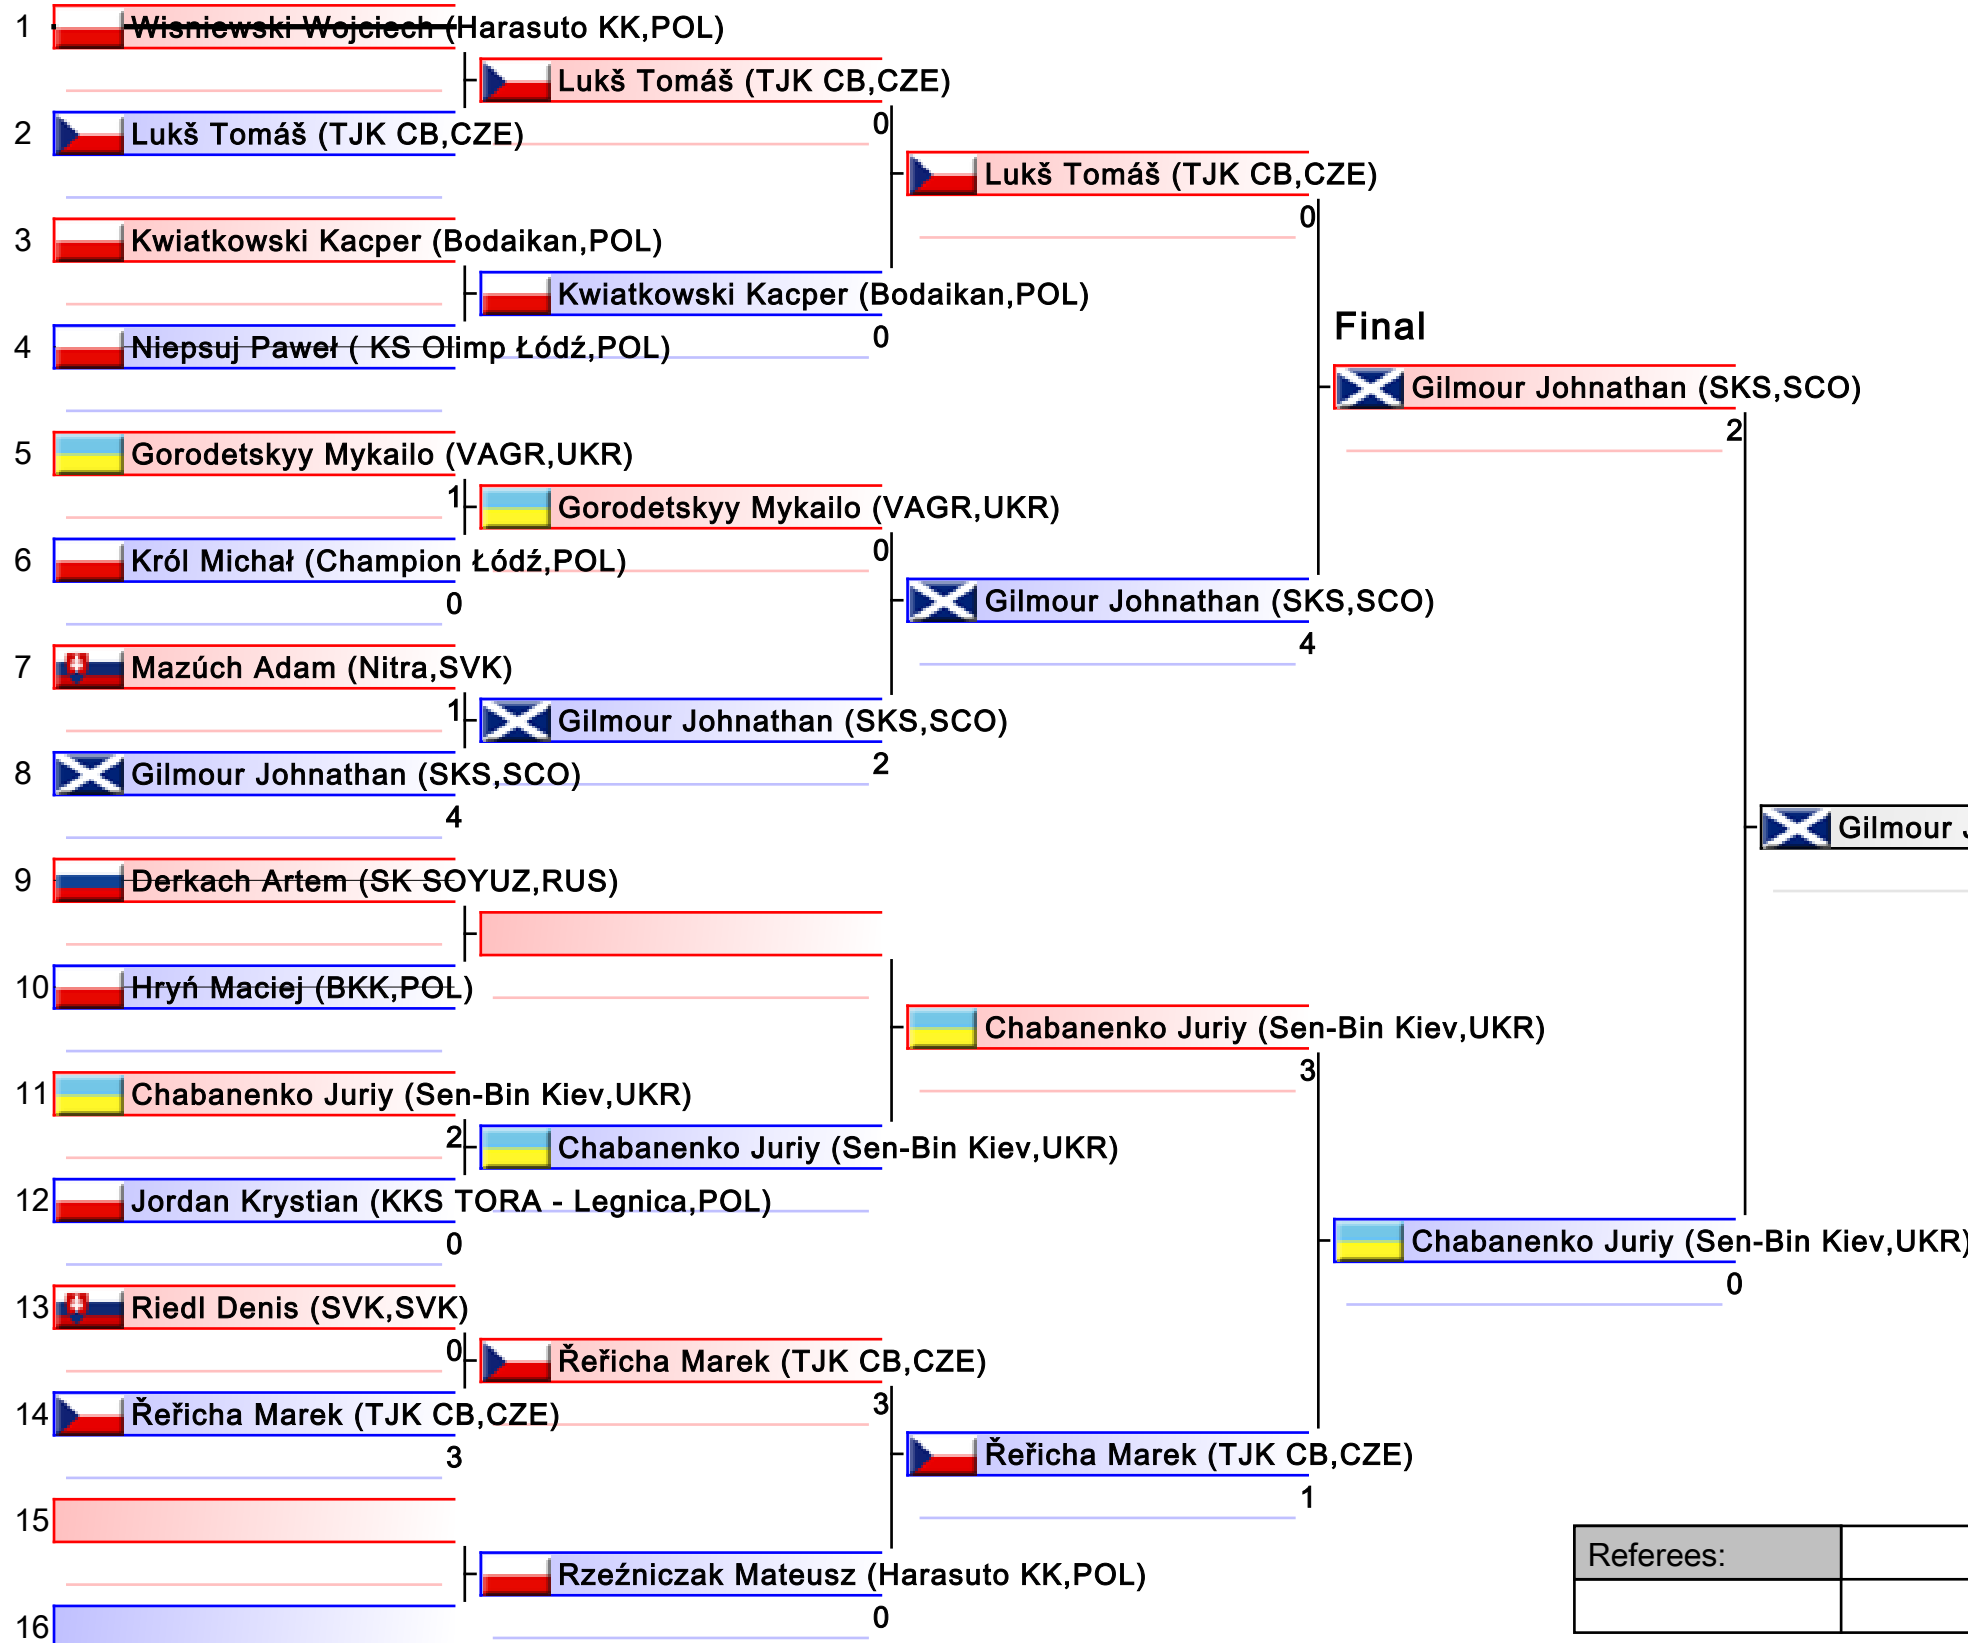 1 Wisniewski Wojciech (Harasuto KK,POL)
Lukš Tomáš (TJK CB,CZE)
0
2 Lukš Tomáš (TJK CB,CZE)
Lukš Tomáš (TJK CB,CZE)
0
3 Kwiatkowski Kacper (Bodaikan,POL)
Kwiatkowski Kacper (Bodaikan,POL)
0
Final
4 Niepsuj Paweł ( KS Olimp Łódź,POL)
Gilmour Johnathan (SKS,SCO)
2
5 Gorodetskyy Mykailo (VAGR,UKR)
1
Gorodetskyy Mykailo (VAGR,UKR)
0
6 Król Michał (Champion Łódź,POL)
0
Gilmour Johnathan (SKS,SCO)
4
7 Mazúch Adam (Nitra,SVK)
1
Gilmour Johnathan (SKS,SCO)
2
8 Gilmour Johnathan (SKS,SCO)
4
Gilmour J
9 Derkach Artem (SK SOYUZ,RUS)
10 Hryń Maciej (BKK,POL)
Chabanenko Juriy (Sen-Bin Kiev,UKR)
3
11 Chabanenko Juriy (Sen-Bin Kiev,UKR)
2
Chabanenko Juriy (Sen-Bin Kiev,UKR)
12 Jordan Krystian (KKS TORA - Legnica,POL)
0
Chabanenko Juriy (Sen-Bin Kiev,UKR)
0
13 Riedl Denis (SVK,SVK)
0
Řeřicha Marek (TJK CB,CZE)
3
14 Řeřicha Marek (TJK CB,CZE)
3
Řeřicha Marek (TJK CB,CZE)
1
15
Rzeźniczak Mateusz (Harasuto KK,POL)
0
Referees:
16